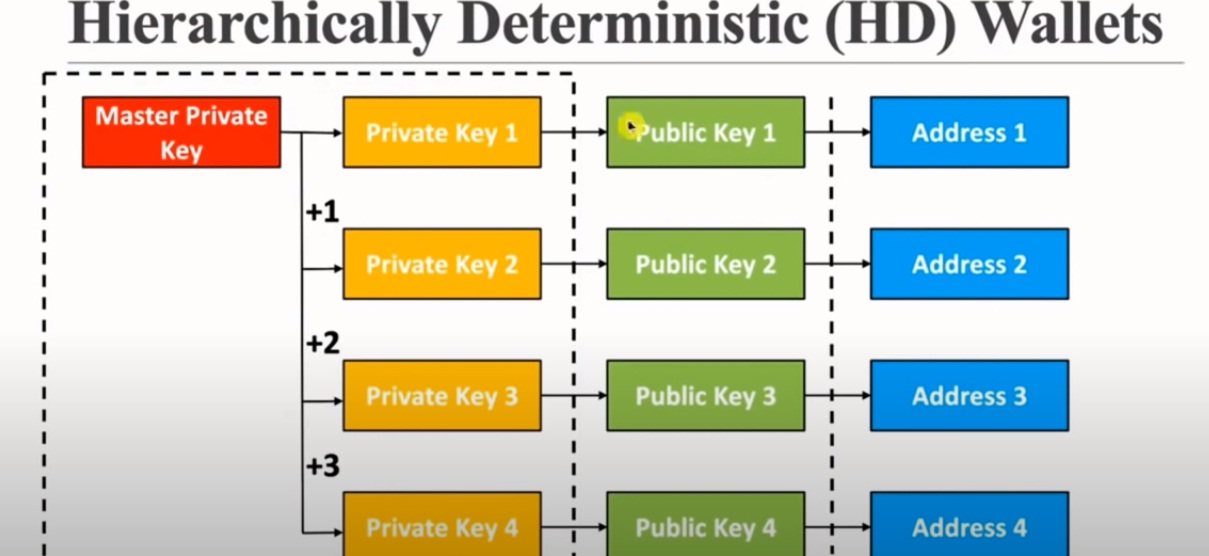 Hierarchically Deterministic (HD) Wallets
Master Private
Key
Private Key 1
Public Key 1
Address 1
+1
Private Key 2
Public Key 2
Address 2
+2
Private Key 3
Public Key 3
Address 3
+3
Private Key 4
Public Key 4
Address 4